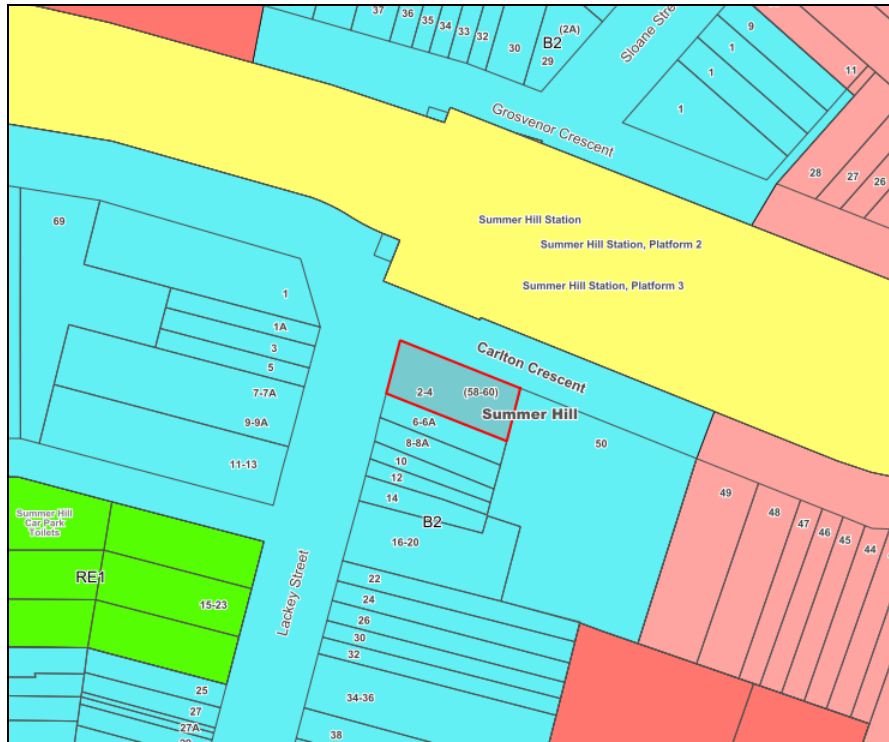 37
36
35
34
33
32
30
(2A)
B2
29
Sloane Stre
9
1
1
1
11
28
27
26
Grosvenor Crescent
Summer Hill Station
Summer Hill Station, Platform 2
Summer Hill Station, Platform 3
69
1
1A
3
5
7-7A
9-9A
11-13
Carlton Crescent
2-4
(58-60)
Summer Hill
6-6A
8-8A
10
12
14
B2
16-20
50
49
48
47
46
45
44
Summer Hill
Car Park
Toilets
RE1
15-23
Lackey Street
22
24
26
30
32
34-36
38
25
27
27A